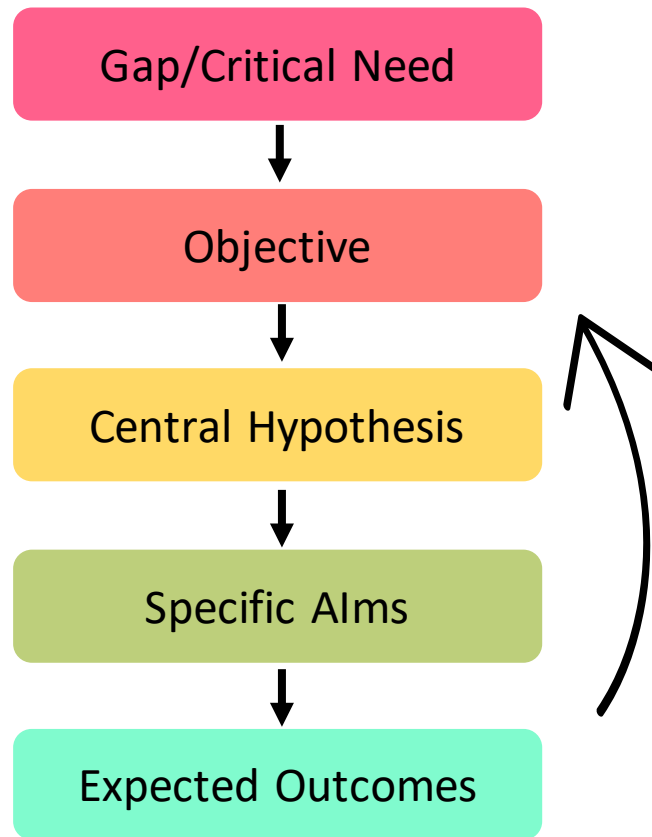 Gap/Critical Need
Objective
Central Hypothesis
Specific AIms
Expected Outcomes